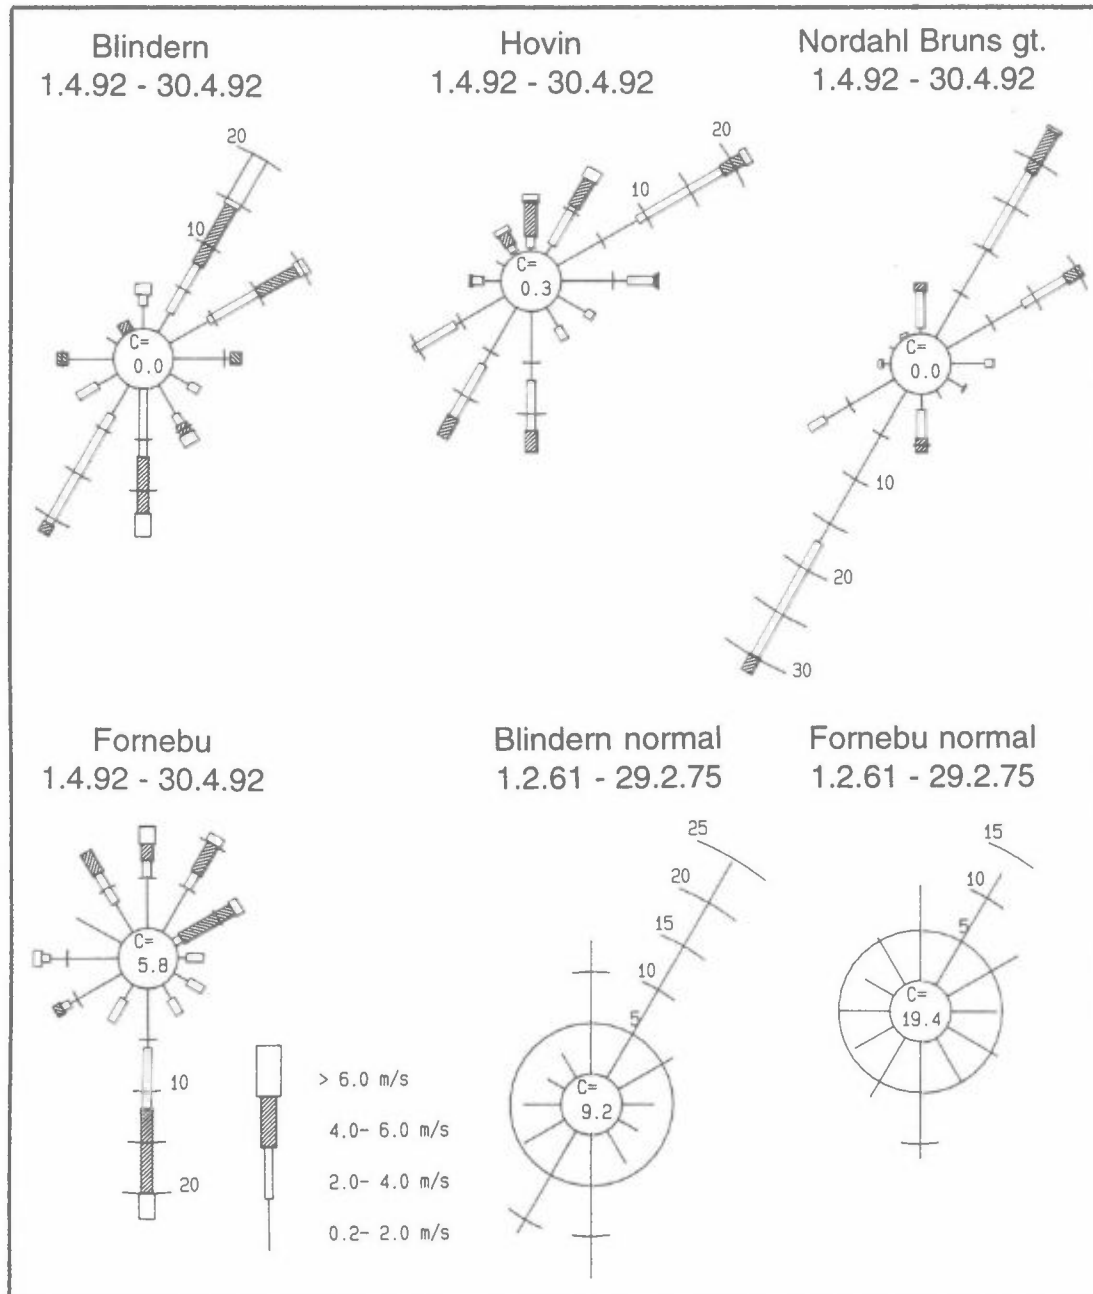 Blindern
1.4.92 - 30.4.92
Hovin
1.4.92 - 30.4.92
Nordahl Bruns gt.
1.4.92 - 30.4.92
20
10
C=
0.0
20
10
C=
0.3
C=
0.0
10
20
30
Fornebu
1.4.92 - 30.4.92
Blindern normal
1.2.61 - 29.2.75
Fornebu normal
1.2.61 - 29.2.75
C=
5.8
10
20
> 6.0 m/s
4.0- 6.0 m/s
2.0- 4.0 m/s
0.2- 2.0 m/s
25
20
15
10
5
C=
9.2
15
10
5
C=
19.4